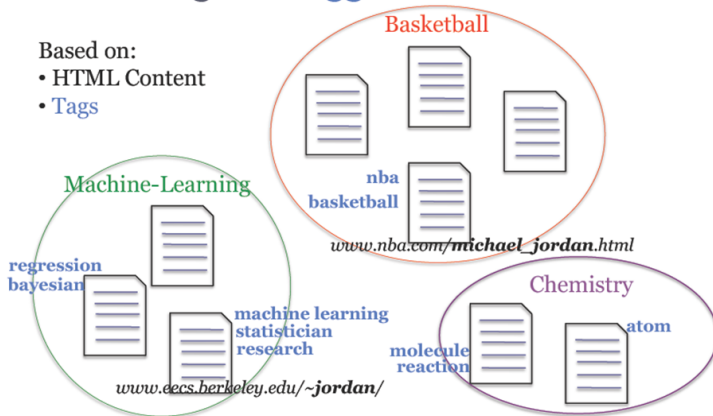 Basketball
Based on:
• HTML Content
• Tags
nba
basketball
Machine-Learning
www.nba.com/michael_jordan.html
regression
bayesian
Chemistry
machine learning
statistician
research
atom
molecule
reaction
www.eecs.berkeley.edu/~jordan/